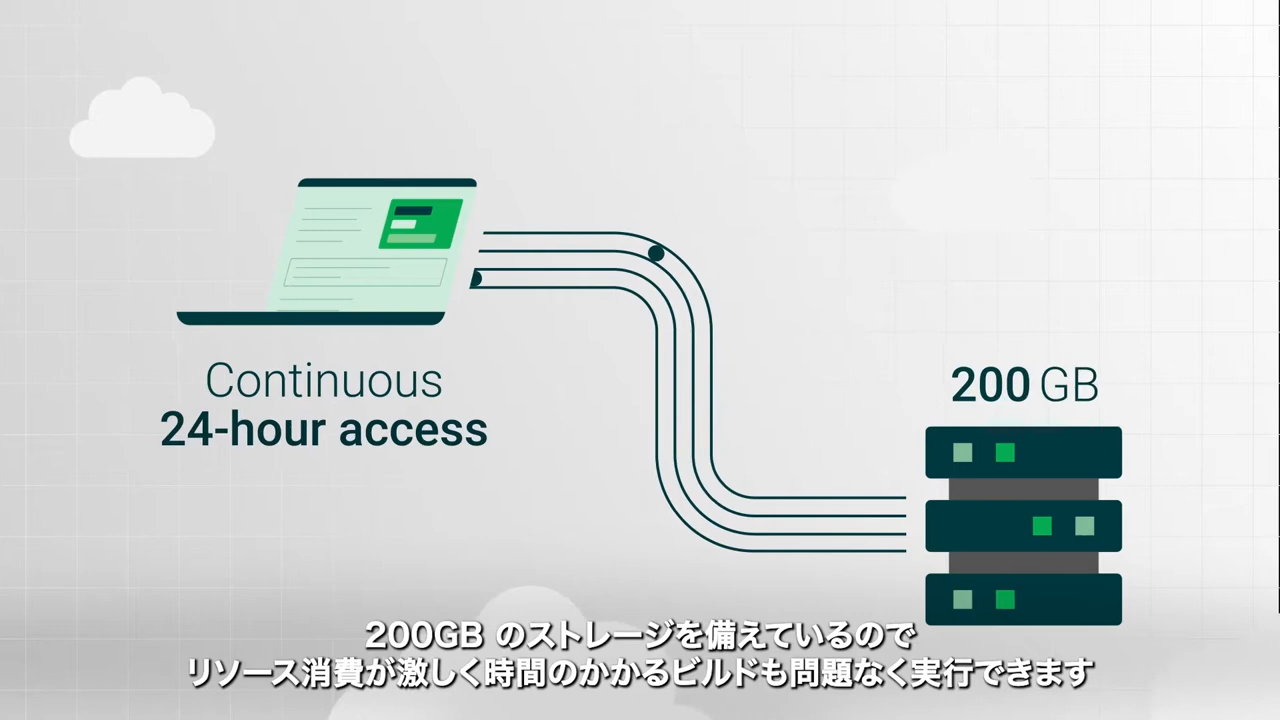 Continuous
24-hour access
200 GB
200GB のストレージを備えているので
リソース消費が激しく時間のかかるビルドも問題なく実行できます